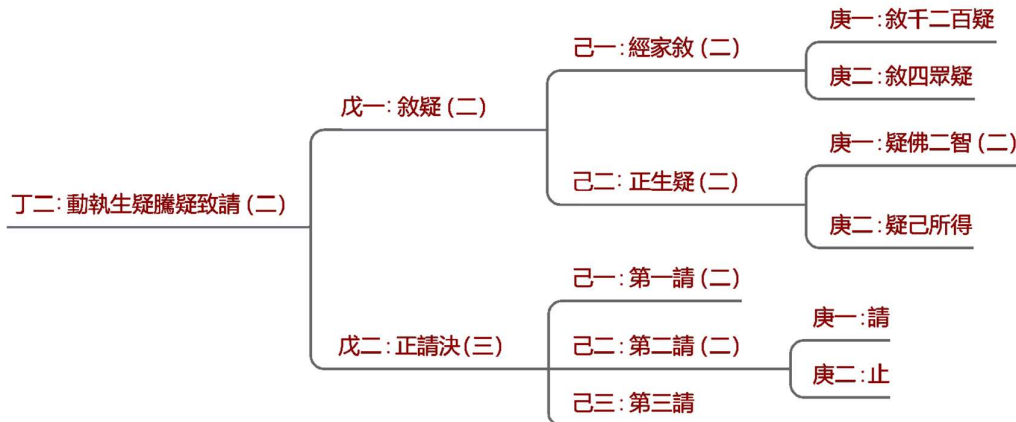 丁二：動執生疑騰疑致請 (二)
戊一：敘疑 (二)
己一：經家敘 (二)
庚一：敘千二百疑
庚二：敘四眾疑
己二：正生疑 (二)
庚一：疑佛二智 (二)
庚二：疑己所得
戊二：正請決 (三)
己一：第一請 (二)
己二：第二請 (二)
庚一：請
庚二：止
己三：第三請